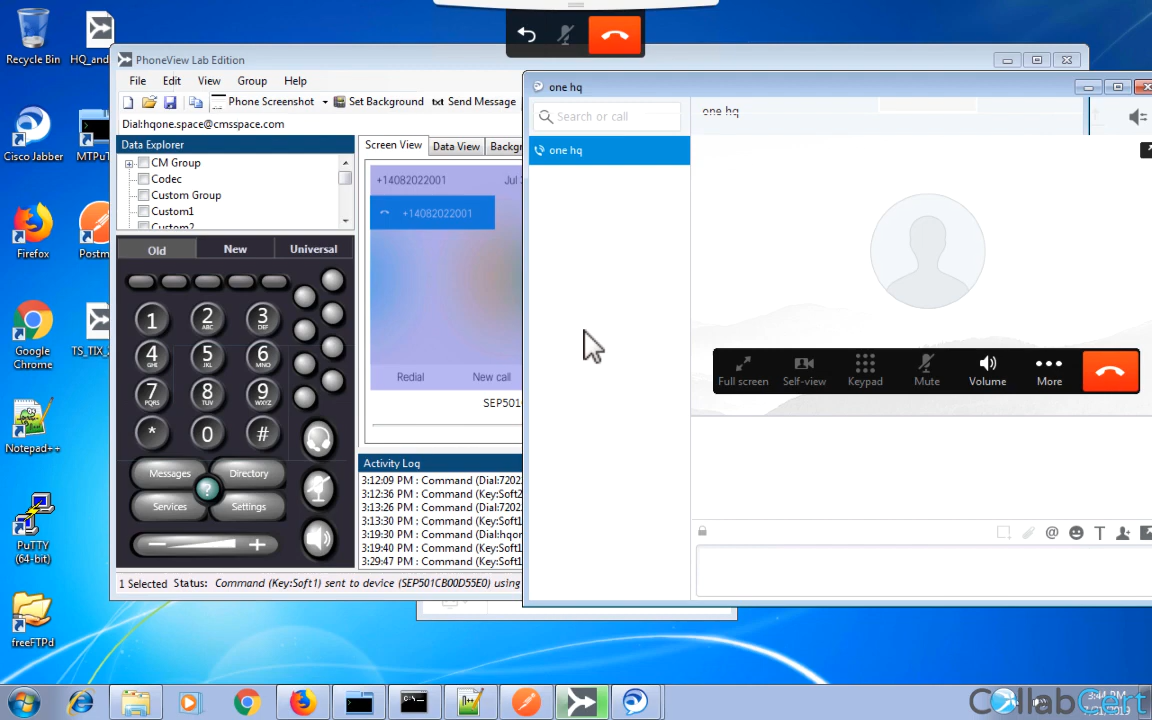 Recycle Bin
HQ_and
Cisco Jabber
MTPuT
Firefox
Postm
Google Chrome
TS_TIX_
Notepad++
PuTTY (64-bit)
freeFTPd
PhoneView Lab Edition
File Edit View Group Help
Phone Screenshot Set Background txt Send Message
Dial:hqone.space@cmsspace.com
Data Explorer
CM Group
Codec
Custom Group
Custom1
Custom2
Screen View Data View Backgr
+14082022001 Jul
+14082022001
Redial New call
SEP501
Old New Universal
1 2 ABC 3 DEF
4 GHI 5 JKL 6 MNO
7 PQRS 8 TUV 9 WXYZ
* 0 #
Messages Directory
?
Services Settings
Activity Log
3:12:09 PM : Command (Dial:7202
3:12:36 PM : Command (Key:Soft2
3:13:26 PM : Command (Dial:7202
3:13:30 PM : Command (Key:Soft1
3:19:30 PM : Command (Dial:hqor
3:19:40 PM : Command (Key:Soft1
3:29:47 PM : Command (Key:Soft1
1 Selected Status: Command (Key:Soft1) sent to device (SEP501CB00D55E0) using
one hq
Search or call
one hq
one hq
Full screen Self-view Keypad Mute Volume More
3:44 PM
CollabCert